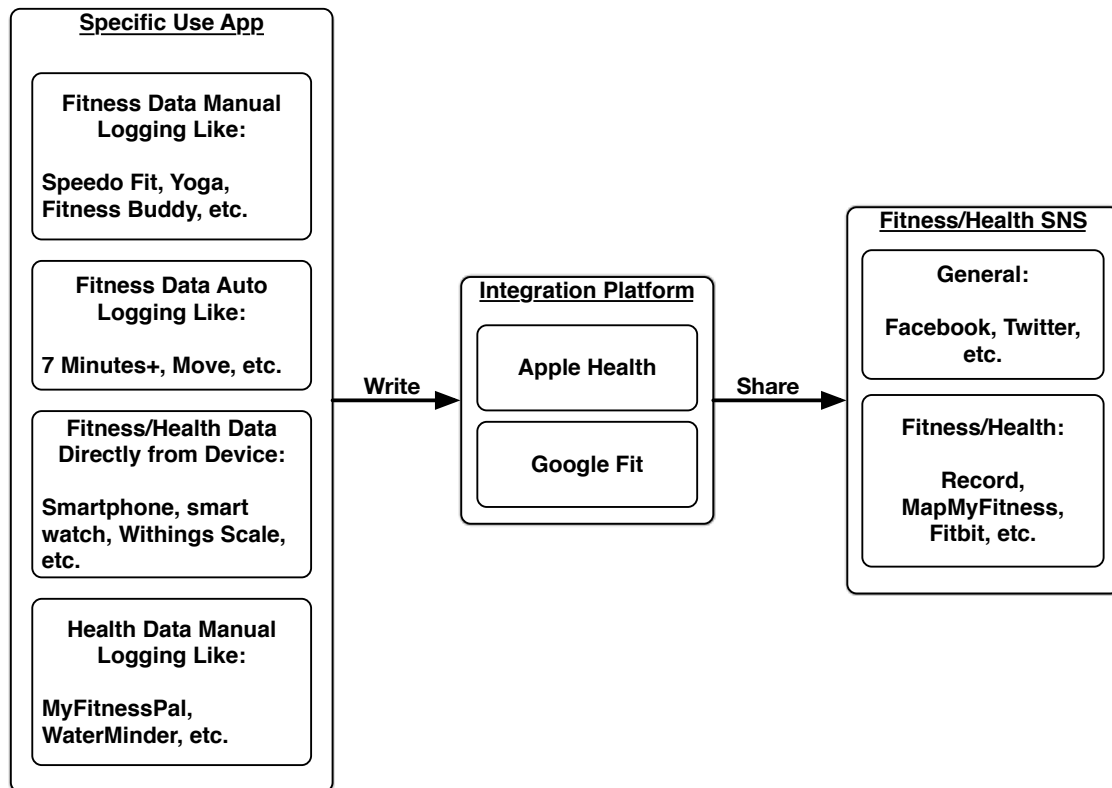 Specific Use App
Fitness Data Manual
Logging Like:
Speedo Fit, Yoga,
Fitness Buddy, etc.
Fitness Data Auto
Logging Like:
7 Minutes+, Move, etc.
Fitness/Health Data
Directly from Device:
Smartphone, smart
watch, Withings Scale,
etc.
Health Data Manual
Logging Like:
MyFitnessPal,
WaterMinder, etc.
Write
Integration Platform
Apple Health
Google Fit
Share
Fitness/Health SNS
General:
Facebook, Twitter,
etc.
Fitness/Health:
Record,
MapMyFitness,
Fitbit, etc.